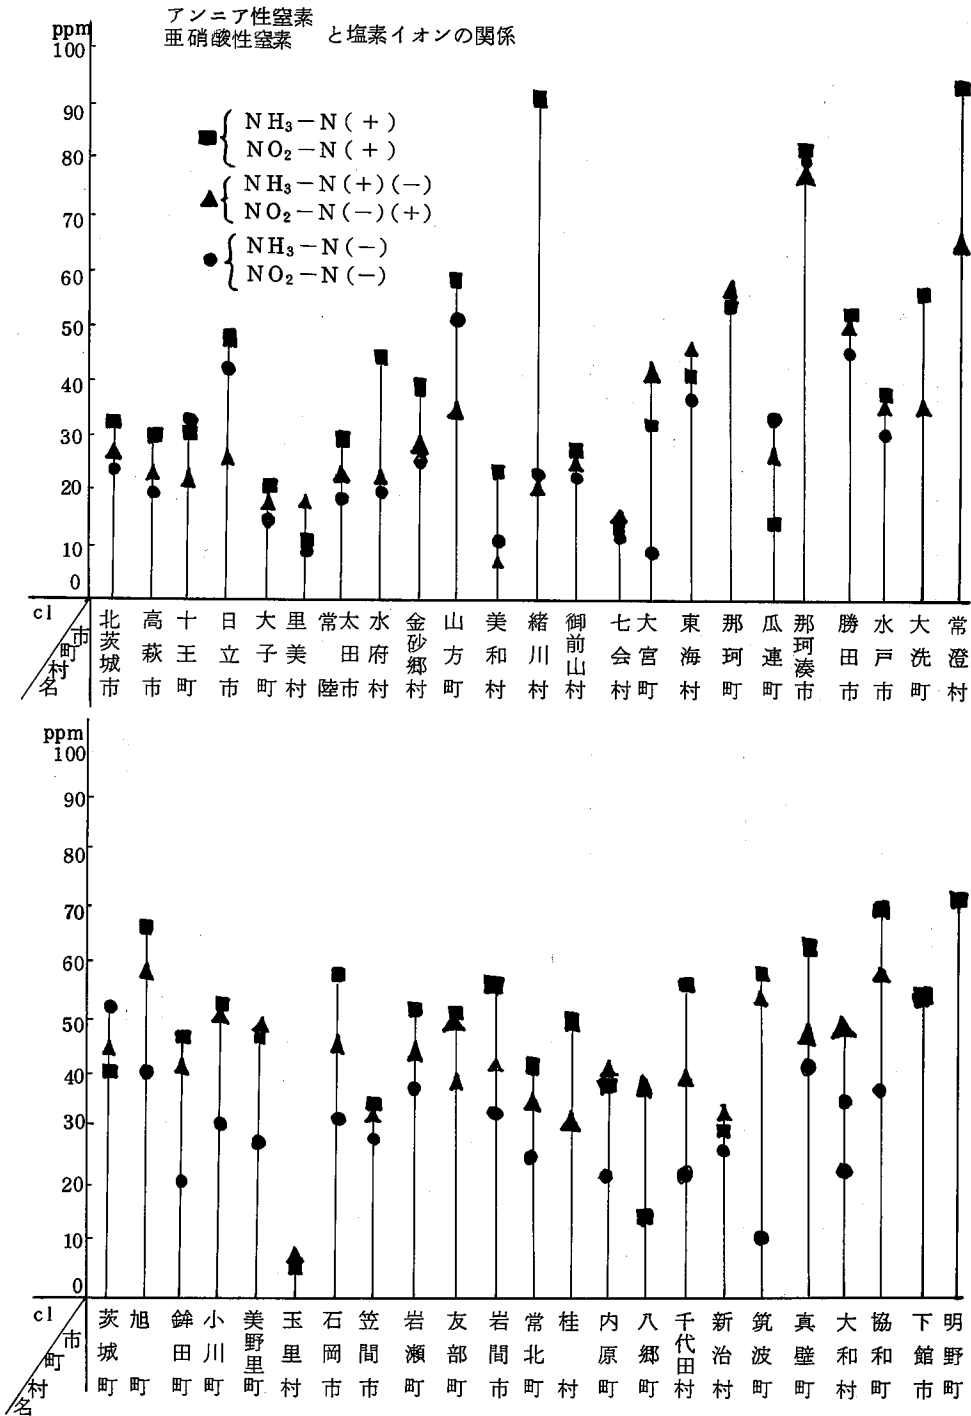 アンニア性窒素
亜硝酸性窒素 と塩素イオンの関係
ppm
100
90
80
70
60
50
40
30
20
10
0
NH₃－N(＋)
NO₂－N(＋)
NH₃－N(＋)(－)
NO₂－N(－)(＋)
NH₃－N(－)
NO₂－N(－)
cl
市町村名
北茨城市
高萩市
十王町
日立市
大子町
里美村
常陸太田市
水府村
金砂郷村
山方町
美和村
緒川村
御前山村
七会村
大宮町
東海村
那珂町
瓜連町
那珂湊市
勝田市
水戸市
大洗町
常澄村
ppm
100
90
80
70
60
50
40
30
20
10
0
cl
市町村名
茨城町
旭町
鉾田町
小川町
美野里町
玉里村
石岡市
笠間市
岩瀬町
友部町
岩間市
常北町
桂村
内原町
八郷町
千代田村
新治村
筑波町
真壁町
大和村
協和町
下館市
明野町